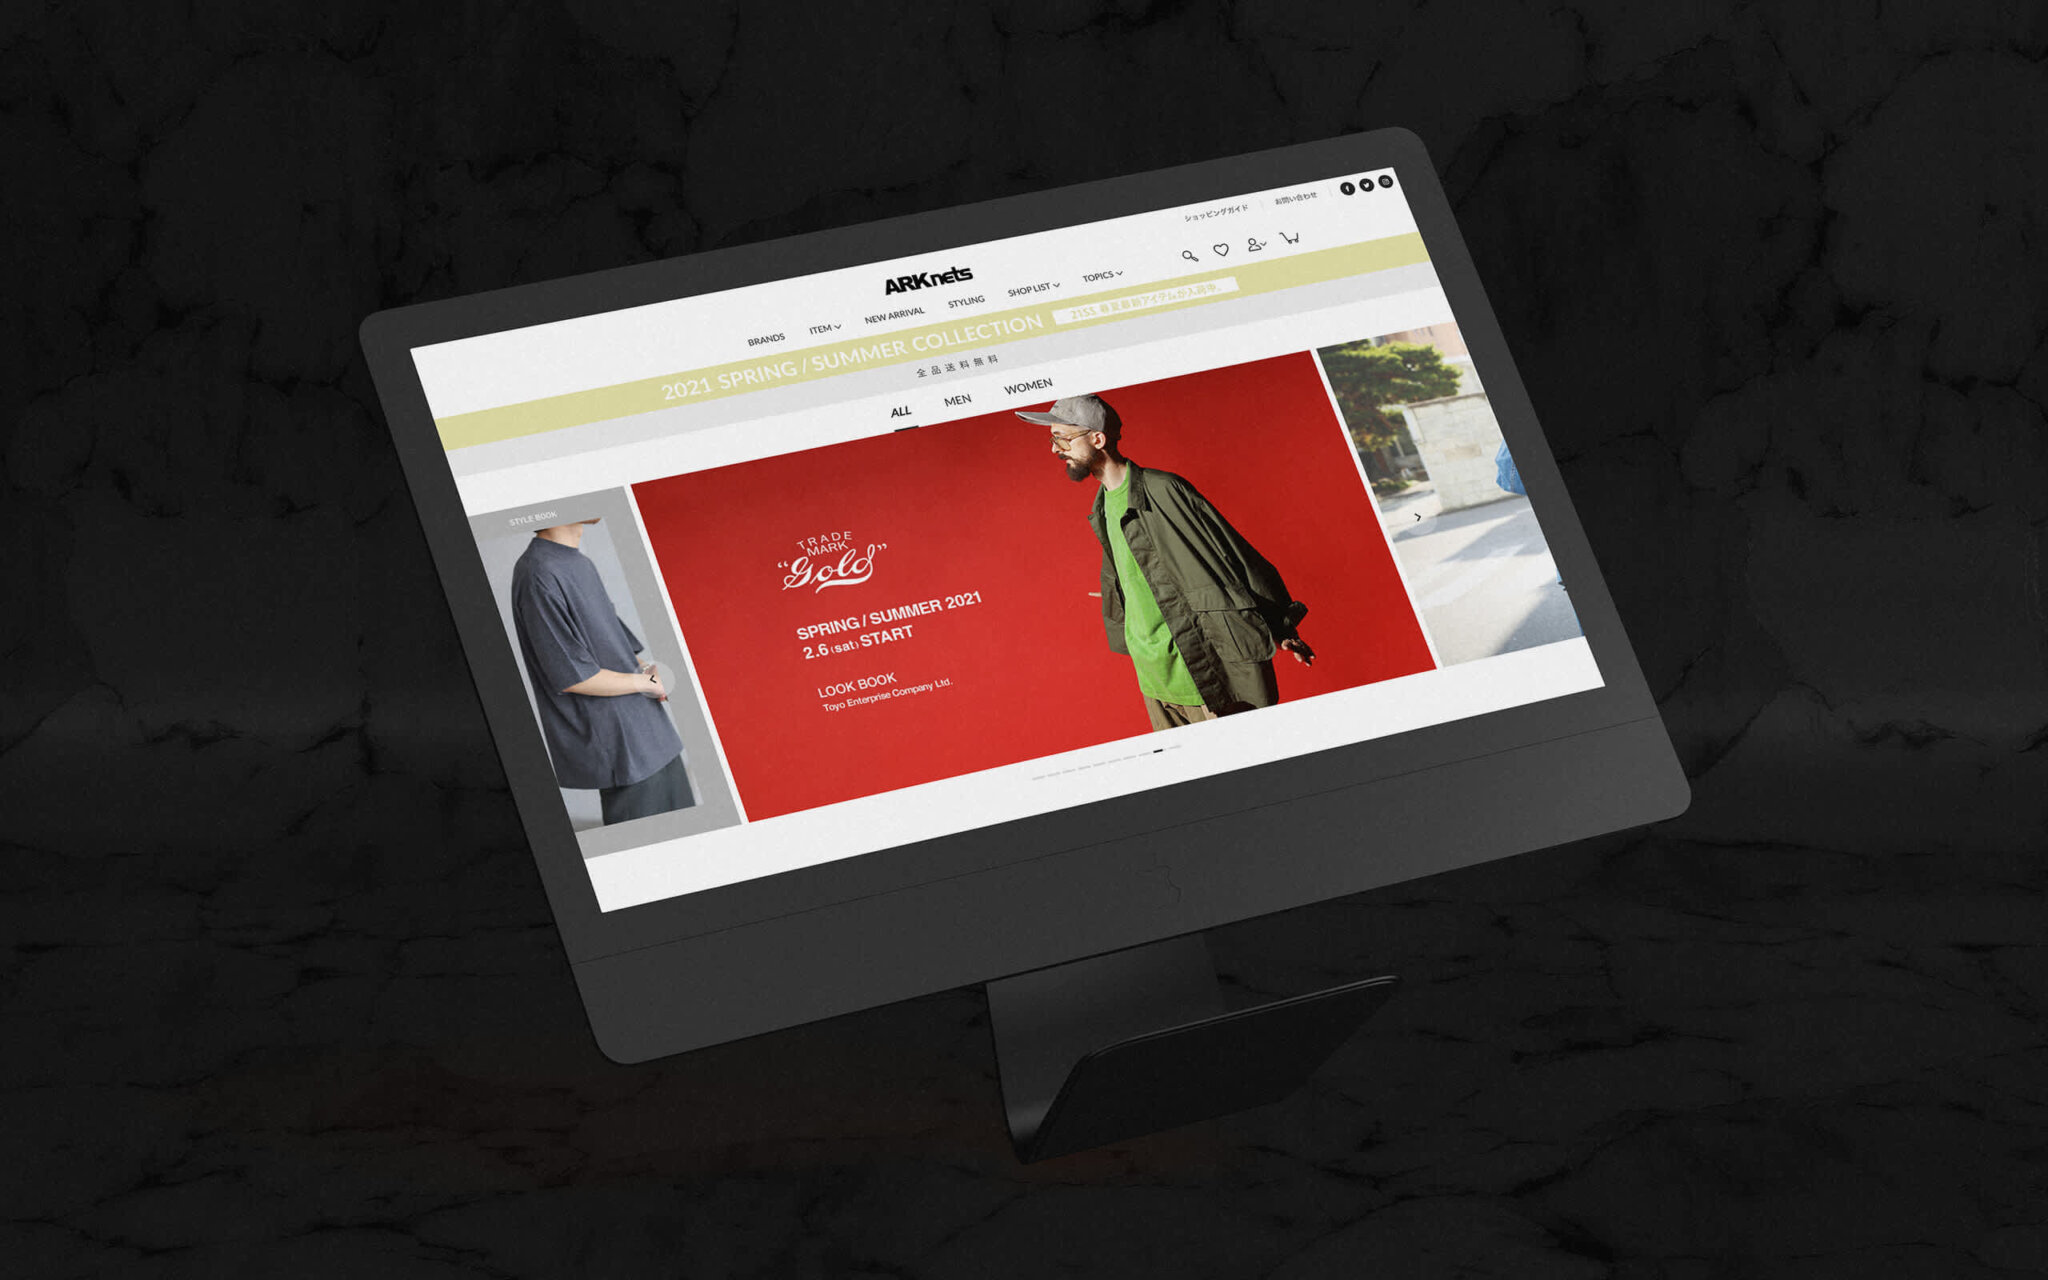 ショッピングガイド
お問い合わせ
ARKnets
BRANDS
ITEM
NEW ARRIVAL
STYLING
SHOP LIST
TOPICS
2021 SPRING / SUMMER COLLECTION
21SS 春夏最新アイテムが入荷中。
全品送料無料
ALL
MEN
WOMEN
STYLE BOOK
TRADE
MARK
“Gold”
SPRING / SUMMER 2021
2.6 (sat) START
LOOK BOOK
Toyo Enterprise Company Ltd.